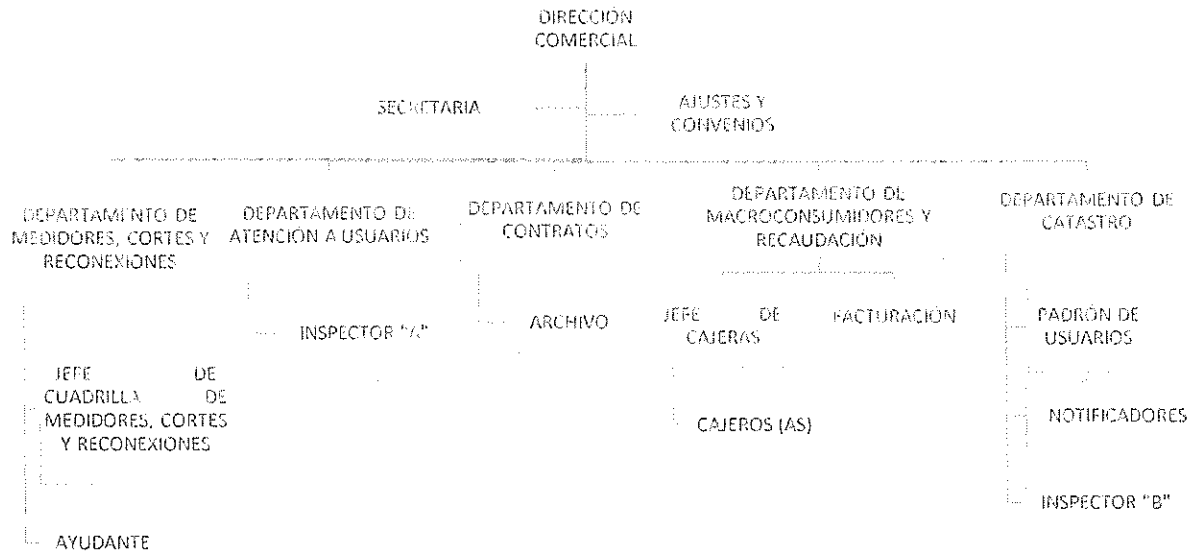 DIRECCIÓN
COMERCIAL
SECRETARIA
AJUSTES Y
CONVENIOS
DEPARTAMENTO DE
MEDIDORES, CORTES Y
RECONEXIONES
DEPARTAMENTO DE
ATENCIÓN A USUARIOS
DEPARTAMENTO DE
CONTRATOS
DEPARTAMENTO DE
MACROCONSUMIDORES Y
RECAUDACIÓN
DEPARTAMENTO DE
CATASTRO
INSPECTOR "A"
ARCHIVO
JEFE DE
CAJERAS
FACTURACIÓN
PADRÓN DE
USUARIOS
JEFE DE
CUADRILLA DE
MEDIDORES, CORTES
Y RECONEXIONES
CAJEROS (AS)
NOTIFICADORES
INSPECTOR "B"
AYUDANTE